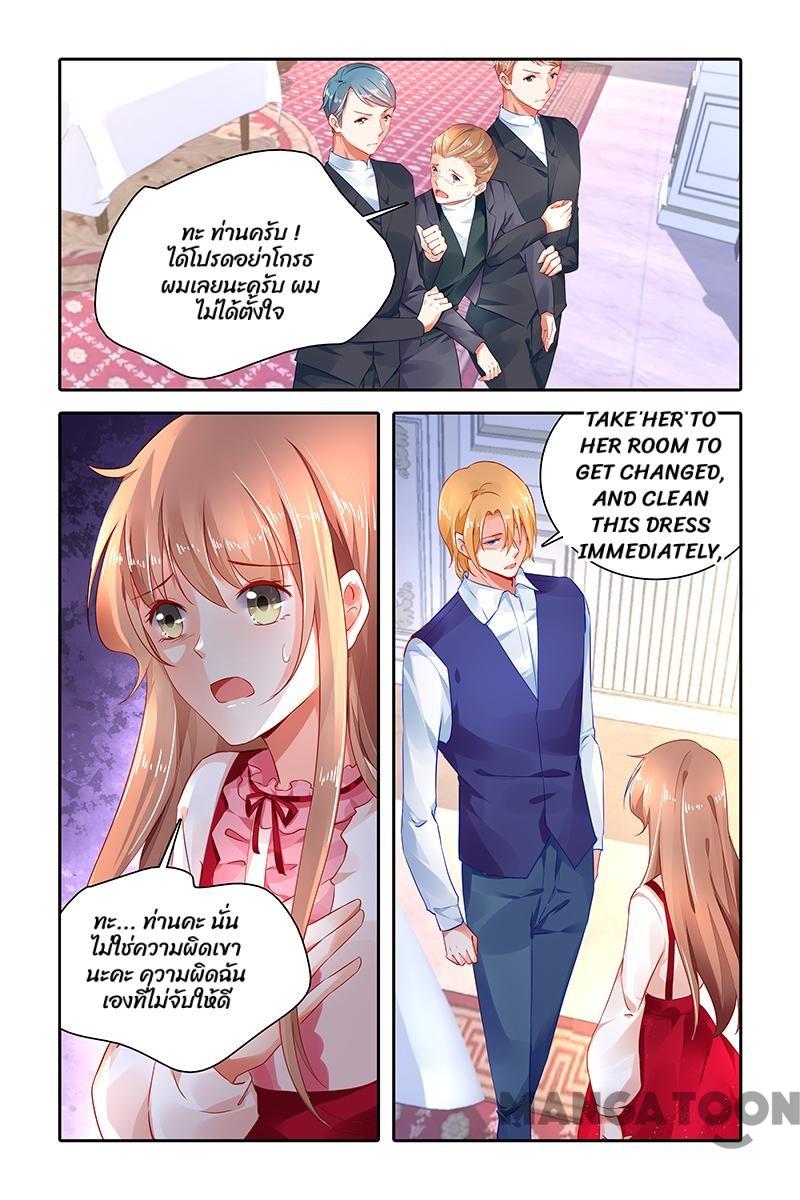 ทะ ท่านครับ !
ได้โปรดอย่าโกรธ
ผมเลยนะครับ ผม
ไม่ได้ตั้งใจ
TAKE HER TO
HER ROOM TO
GET CHANGED,
AND CLEAN
THIS DRESS
IMMEDIATELY,
ทะ... ท่านคะ นั่น
ไม่ใช่ความผิดเขา
นะคะ ความผิดฉัน
เองที่ไม่จับให้ดี
MANGATOON